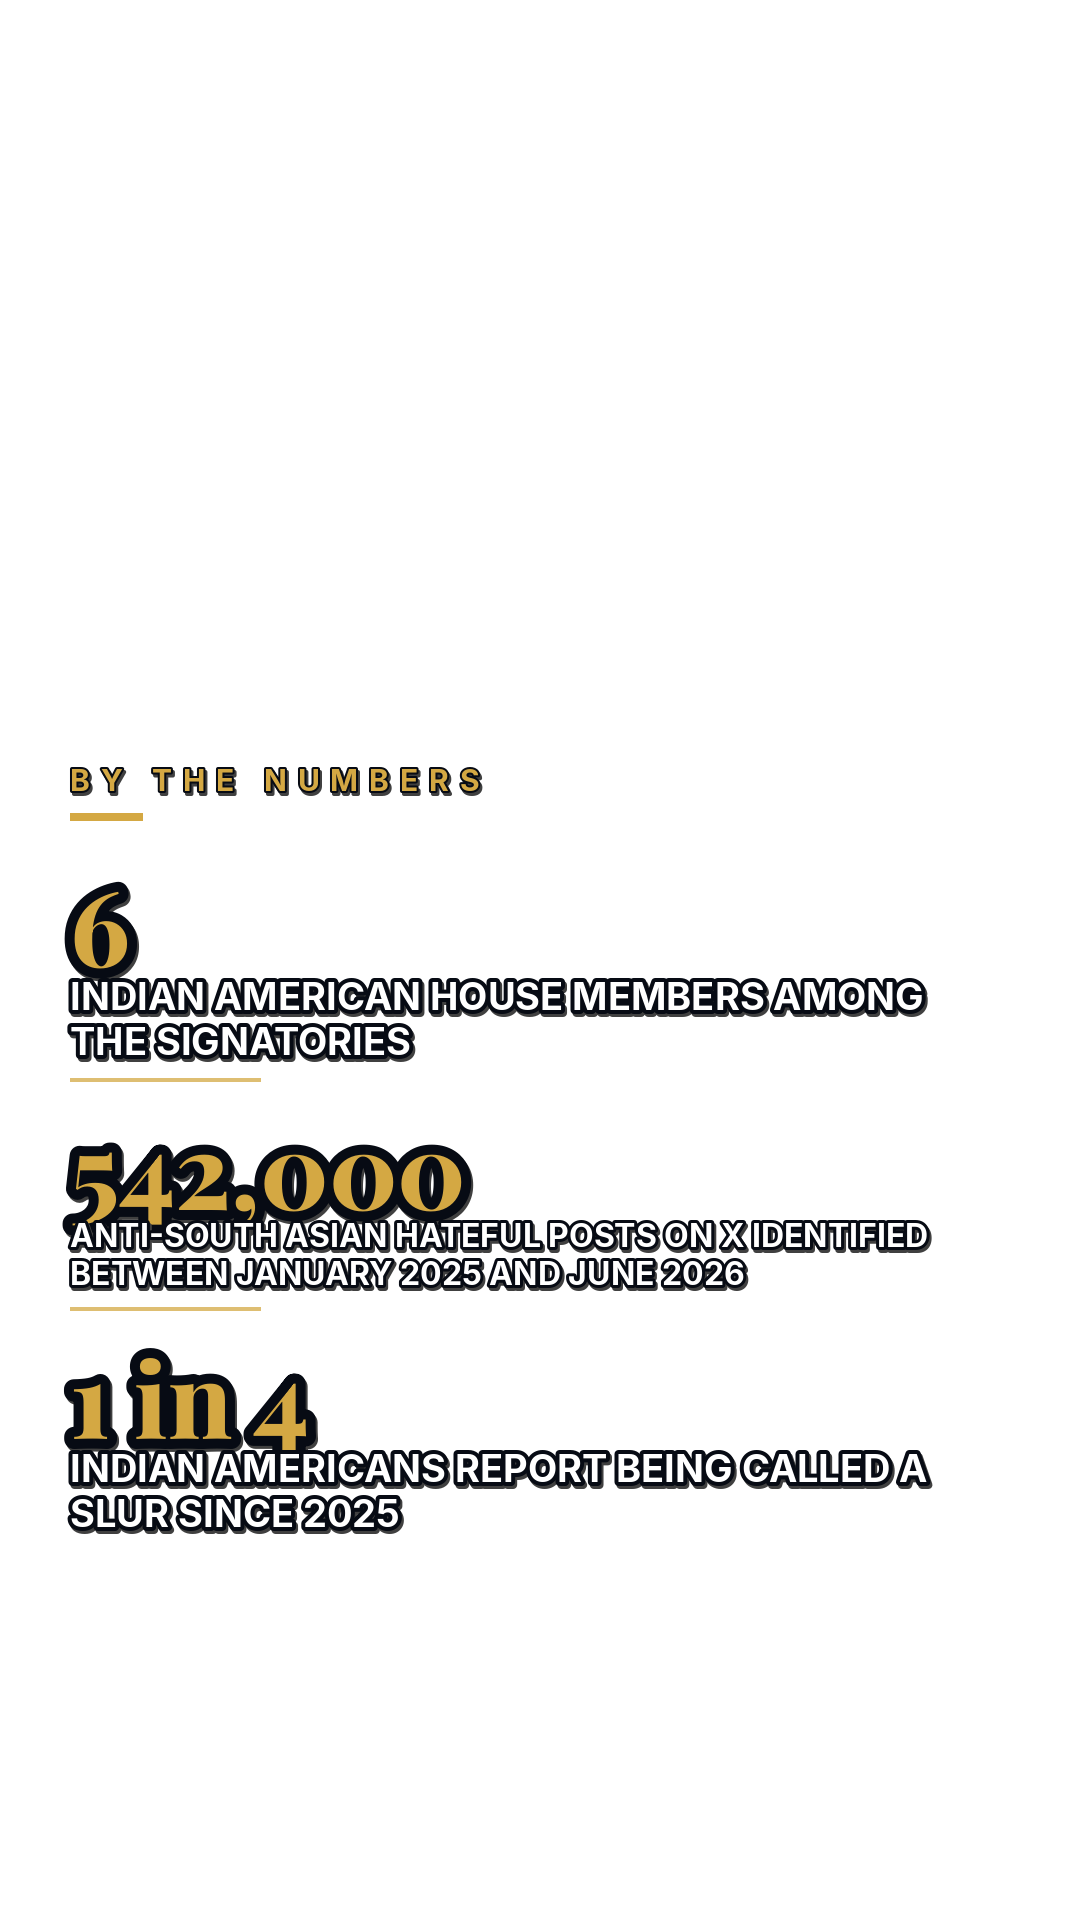 BY THE NUMBERS
6
INDIAN AMERICAN HOUSE MEMBERS AMONG
THE SIGNATORIES
542,000
ANTI-SOUTH ASIAN HATEFUL POSTS ON X IDENTIFIED
BETWEEN JANUARY 2025 AND JUNE 2026
1 in 4
INDIAN AMERICANS REPORT BEING CALLED A
SLUR SINCE 2025